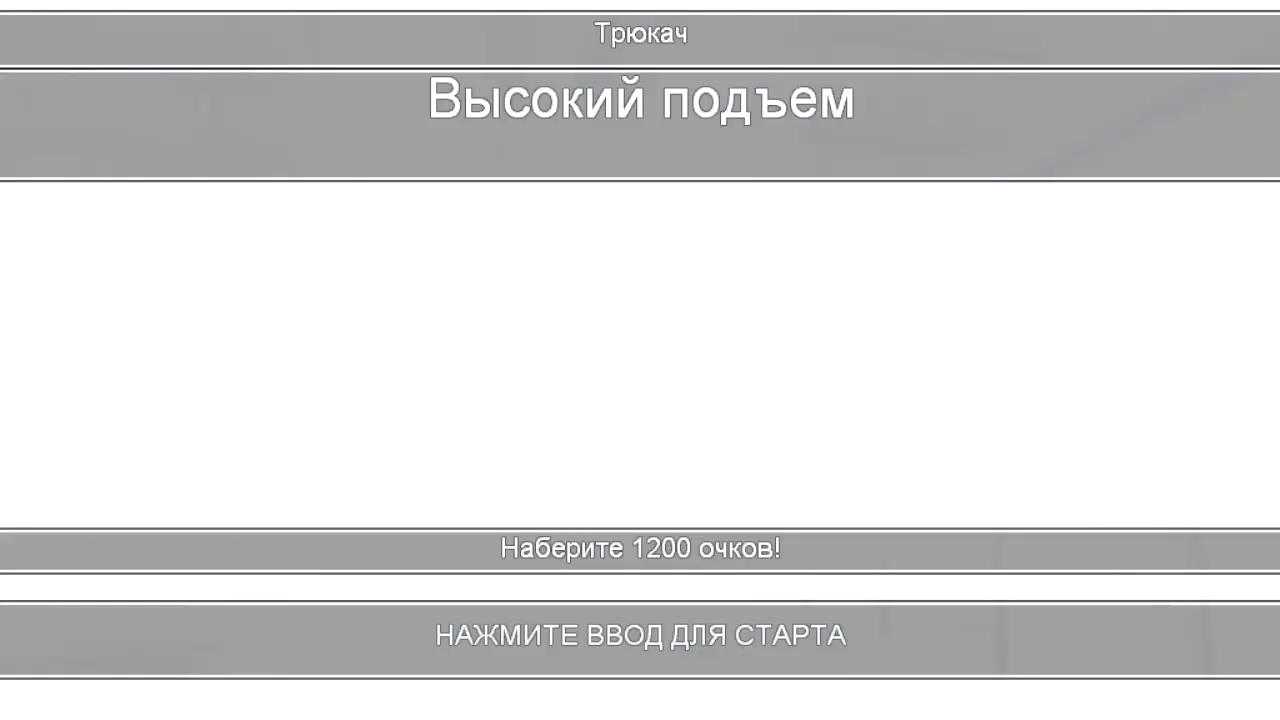 Трюкач
Высокий подъем
Наберите 1200 очков!
НАЖМИТЕ ВВОД ДЛЯ СТАРТА